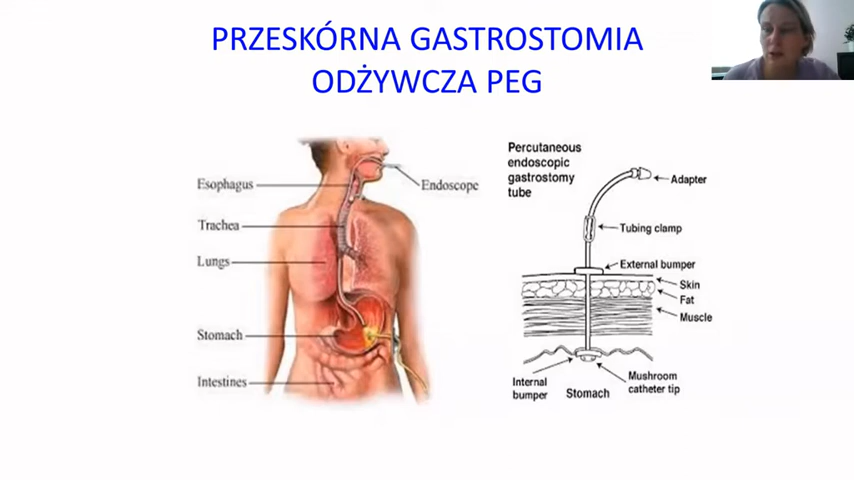 PRZESKÓRNA GASTROSTOMIA
ODŻYWCZA PEG
Esophagus
Endoscope
Trachea
Lungs
Stomach
Intestines
Percutaneous
endoscopic
gastrostomy
tube
Adapter
Tubing clamp
External bumper
Skin
Fat
Muscle
Internal
bumper
Stomach
Mushroom
catheter tip